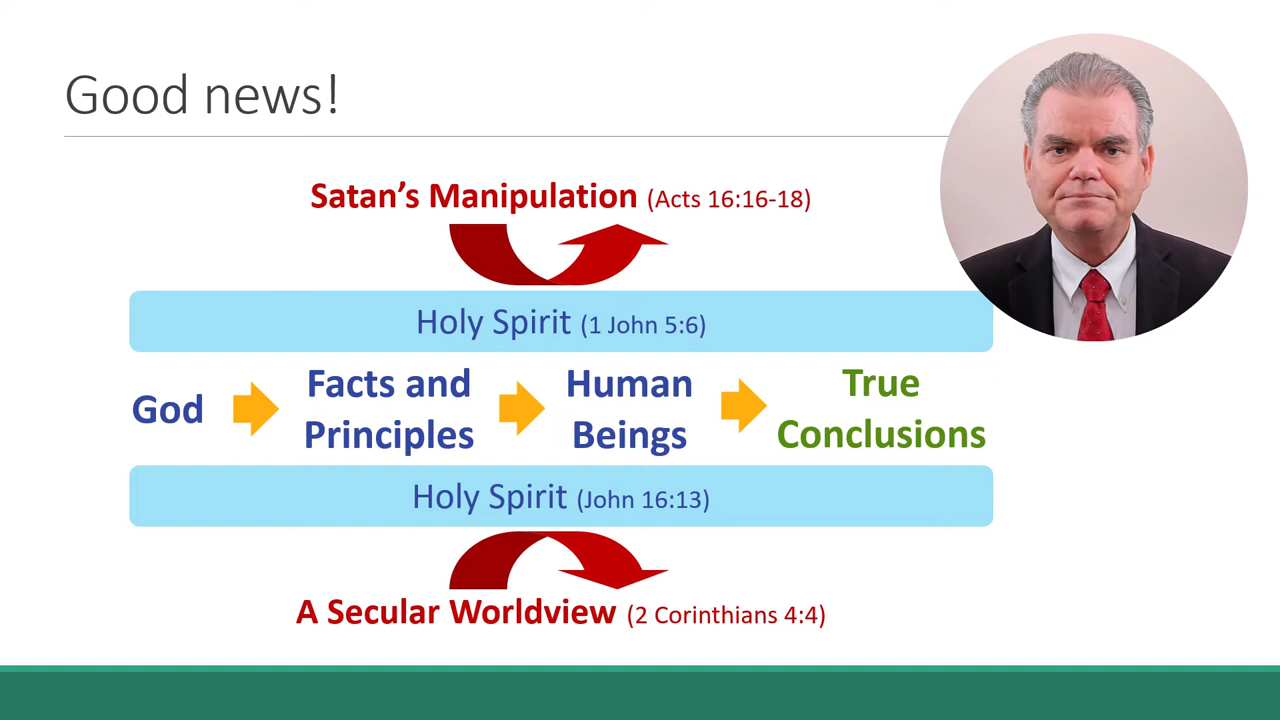 Good news!
Satan’s Manipulation (Acts 16:16-18)
Holy Spirit (1 John 5:6)
God
Facts and
Principles
Human
Beings
True
Conclusions
Holy Spirit (John 16:13)
A Secular Worldview (2 Corinthians 4:4)